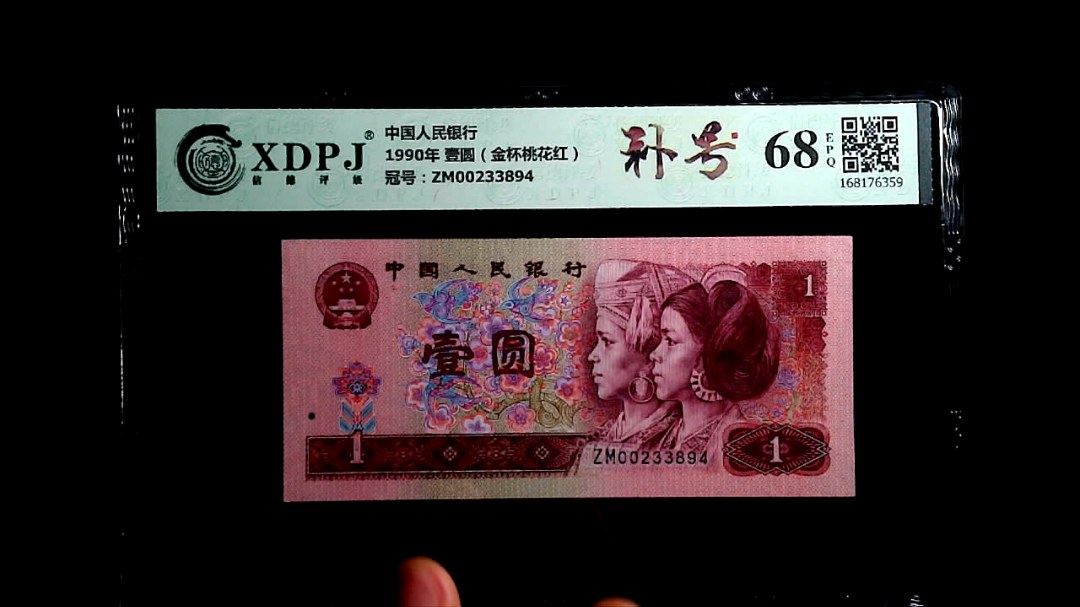 XDPJ®
信德评级
中国人民银行
1990年 壹圆（金杯桃花红）
冠号：ZM00233894
补号
68
EPQ
168176359
中国人民银行
1
壹圆
1
ZM00233894
1